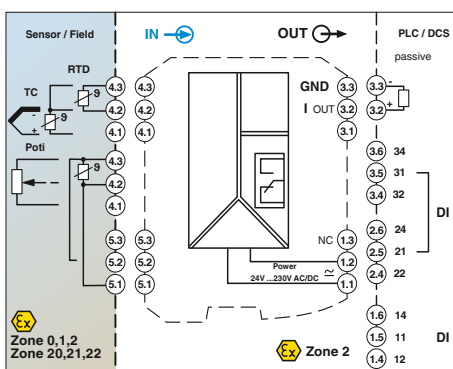 Sensor / Field
IN
OUT
PLC / DCS
passive
RTD
TC
-
+
ϑ
ϑ
4.3
4.2
4.1
4.3
4.2
4.1
GND
I OUT
3.3
3.2
3.1
3.3
3.2
-
+
Poti
ϑ
4.3
4.2
4.1
3.6 34
3.5 31
3.4 32
DI
5.3
5.2
5.1
5.3
5.2
5.1
NC
1.3
1.2
1.1
Power
24V ...230V AC/DC
2.6 24
2.5 21
2.4 22
Ex
Zone 0,1,2
Zone 20,21,22
Ex
Zone 2
1.6 14
1.5 11
1.4 12
DI